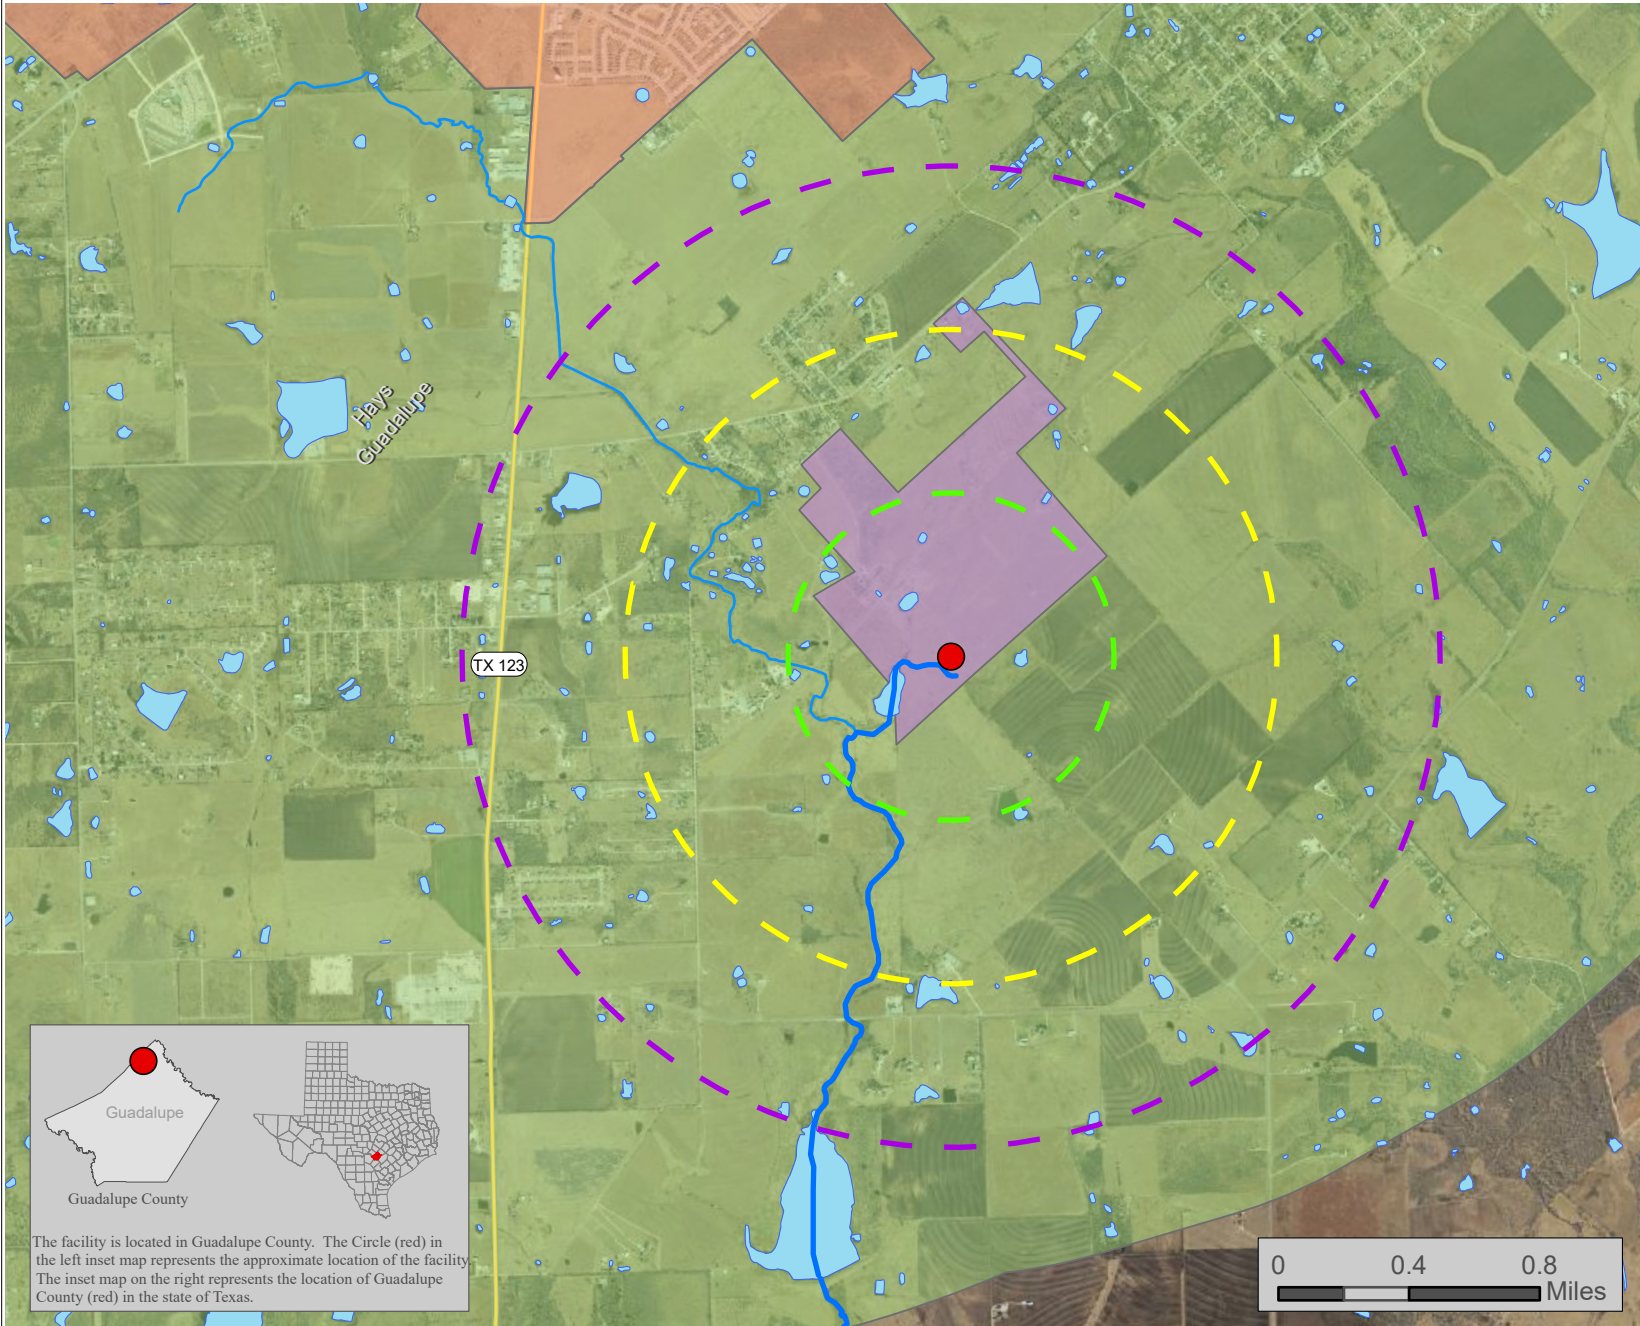 Hays
Guadalupe
TX 123
Guadalupe
Guadalupe County
The facility is located in Guadalupe County.  The Circle (red) in
the left inset map represents the approximate location of the facility.
The inset map on the right represents the location of Guadalupe
County (red) in the state of Texas.
0 0.4 0.8
Miles